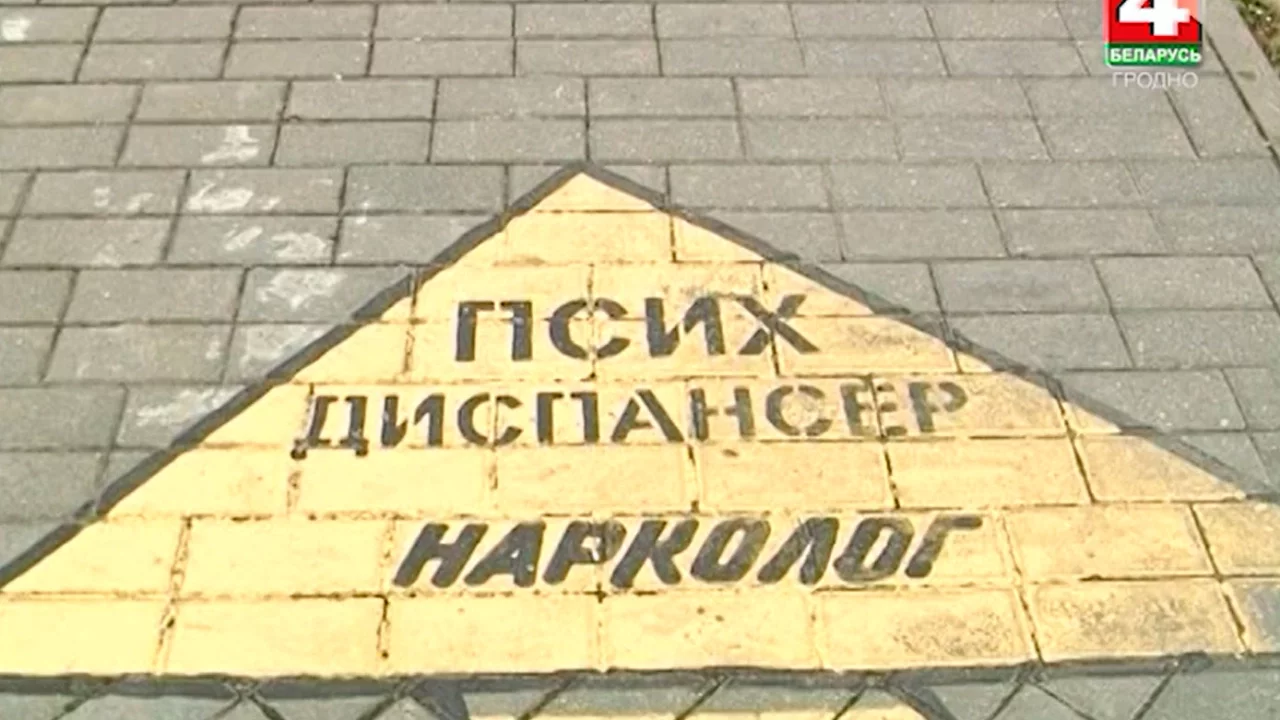 4
БЕЛАРУСЬ
ГРОДНО
ПСИХ
ДИСПАНСЕР
НАРКОЛОГ